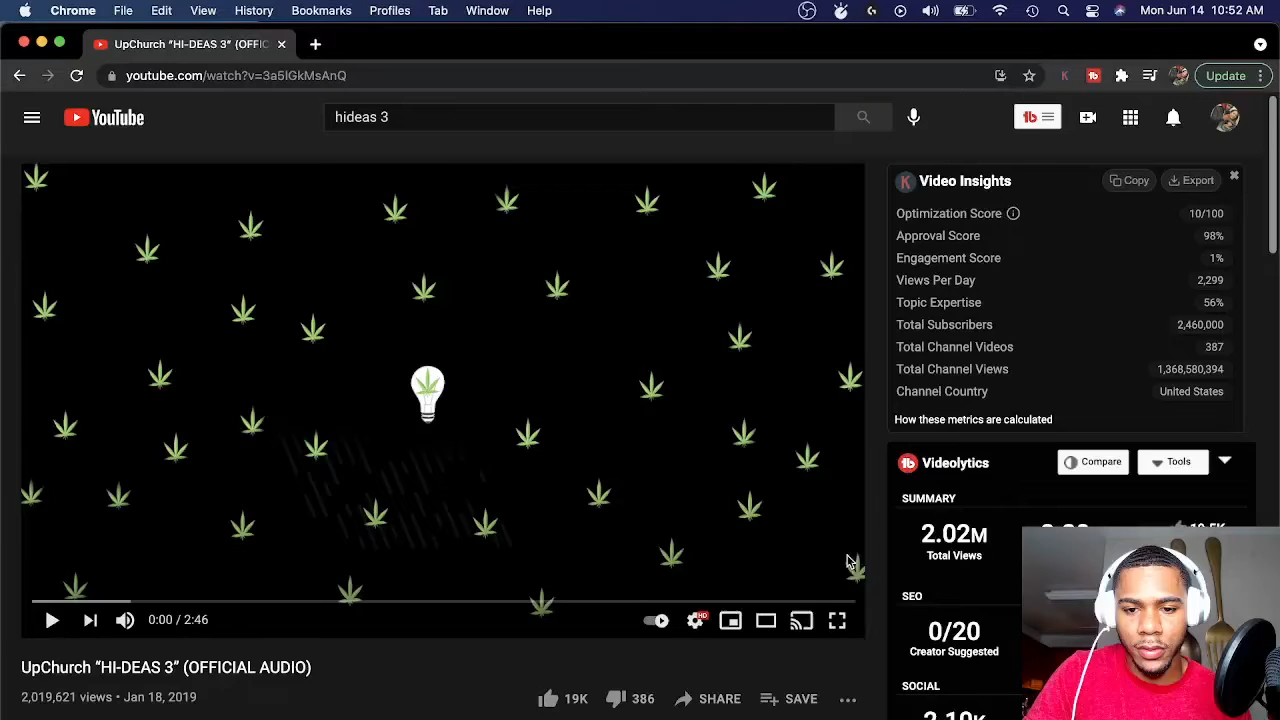 Chrome File Edit View History Bookmarks Profiles Tab Window Help Mon Jun 14 10:52 AM
UpChurch “HI-DEAS 3” (OFFIC
youtube.com/watch?v=3a5lGkMsAnQ
Update
YouTube
hideas 3
tb
K Video Insights Copy Export
Optimization Score 10/100
Approval Score 98%
Engagement Score 1%
Views Per Day 2,299
Topic Expertise 56%
Total Subscribers 2,460,000
Total Channel Videos 387
Total Channel Views 1,368,580,394
Channel Country United States
How these metrics are calculated
tb Videolytics Compare Tools
SUMMARY
2.02M
Total Views
SEO
0/20
Creator Suggested
SOCIAL
0:00 / 2:46
HD
UpChurch “HI-DEAS 3” (OFFICIAL AUDIO)
2,019,621 views • Jan 18, 2019
19K 386 SHARE SAVE